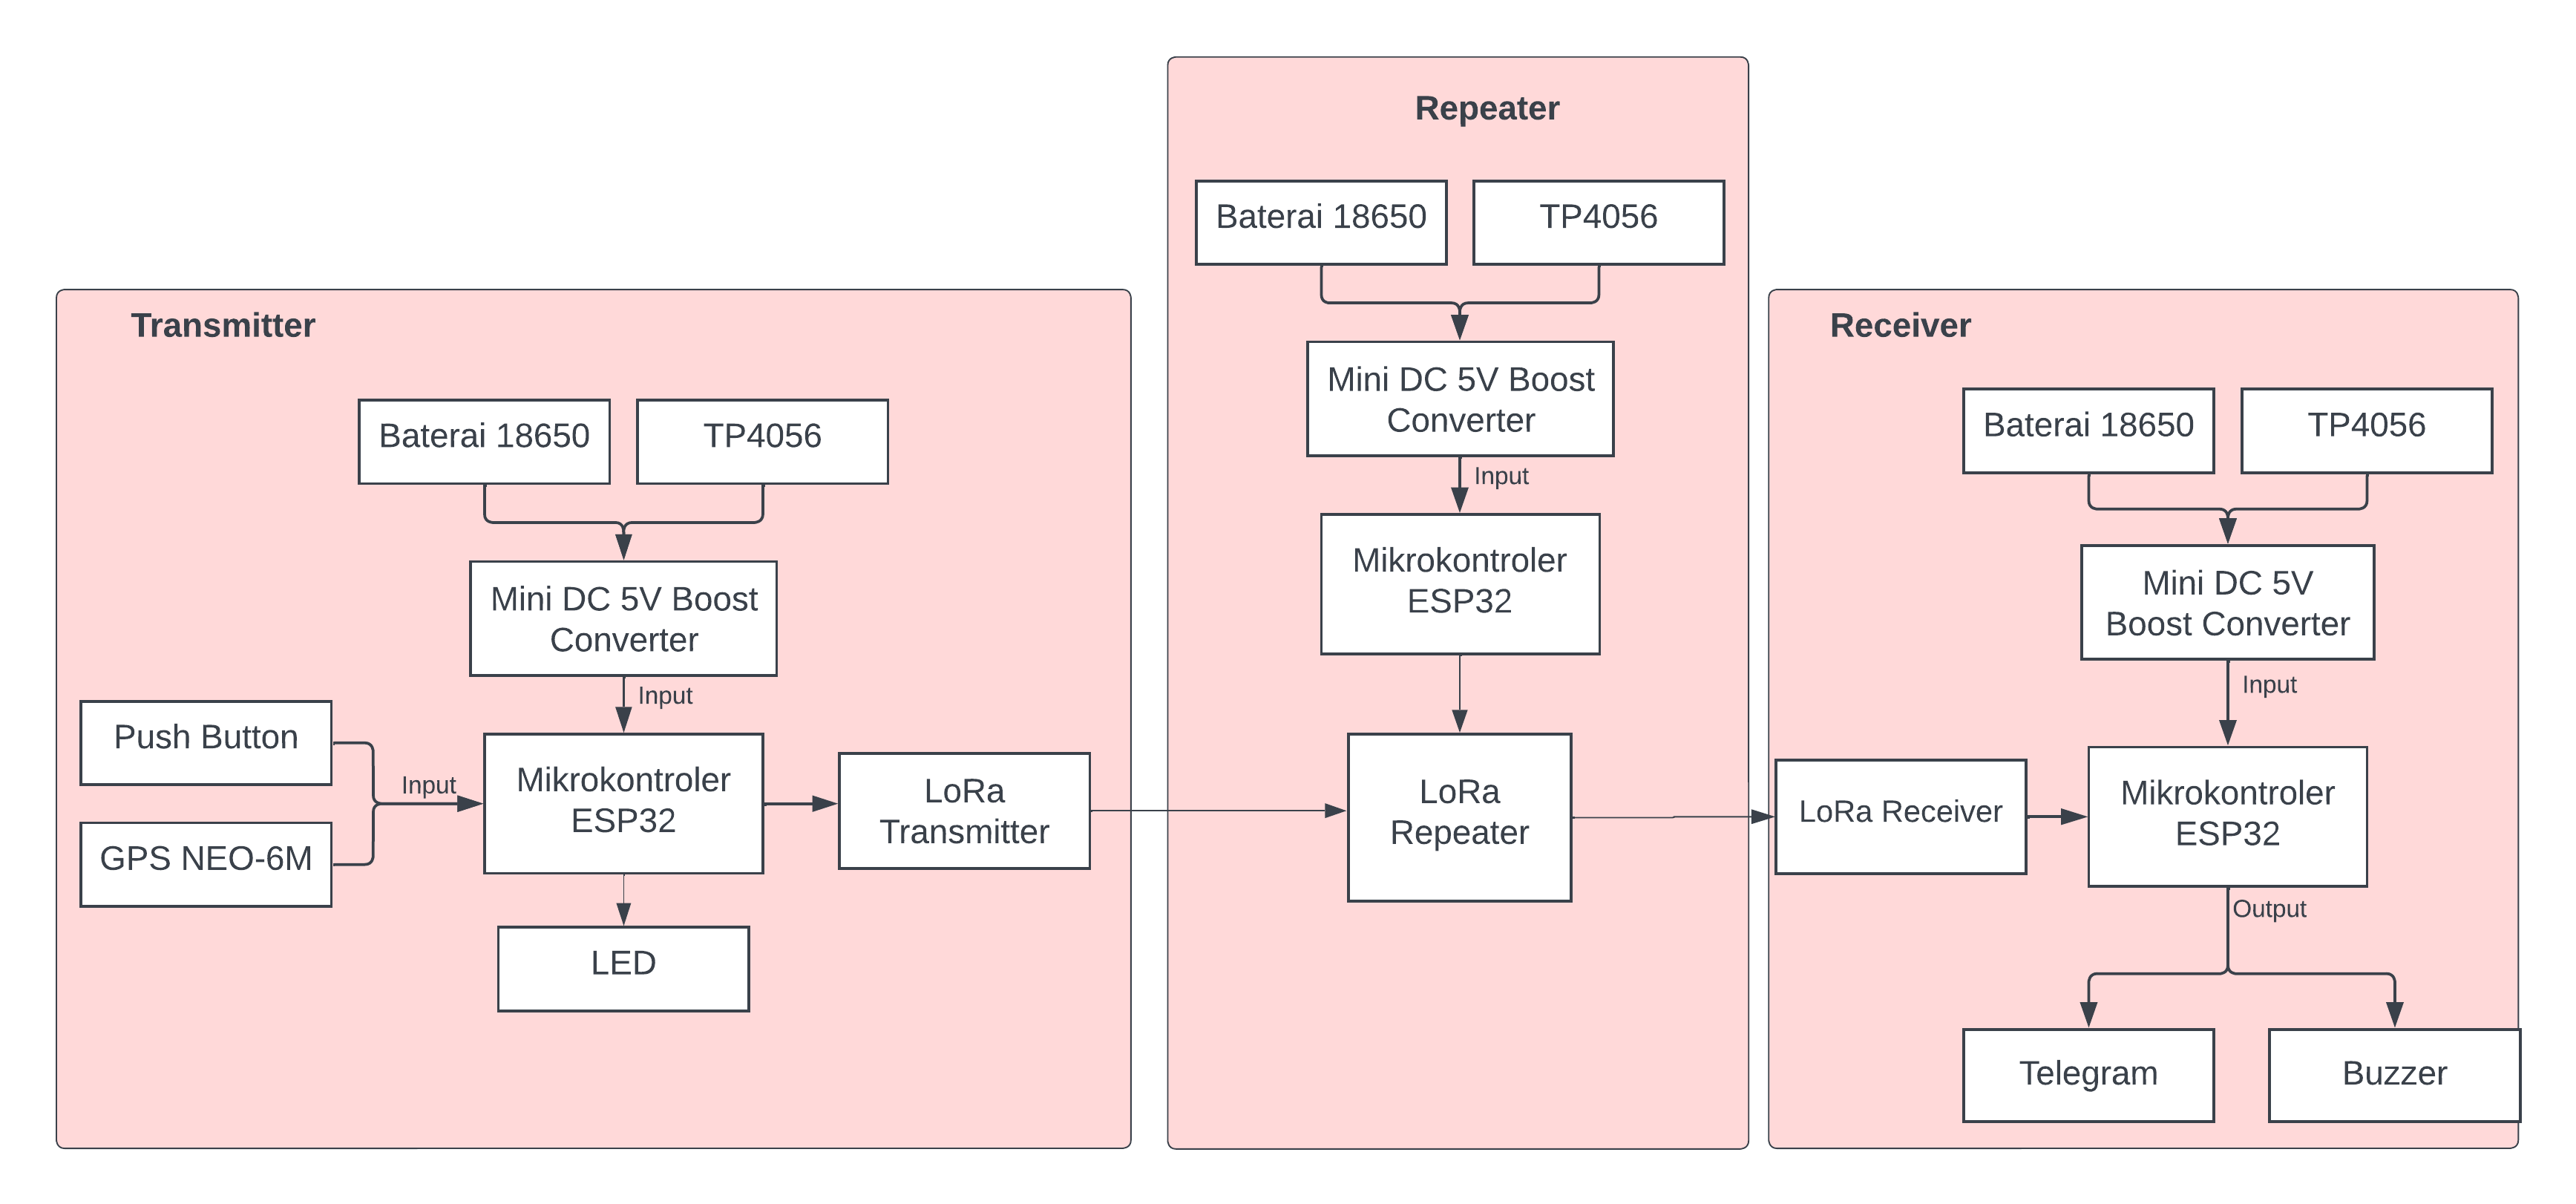 Transmitter
Baterai 18650
TP4056
Mini DC 5V Boost
Converter
Input
Push Button
GPS NEO-6M
Input
Mikrokontroler
ESP32
LoRa
Transmitter
LED
Repeater
Baterai 18650
TP4056
Mini DC 5V Boost
Converter
Input
Mikrokontroler
ESP32
LoRa
Repeater
Receiver
Baterai 18650
TP4056
Mini DC 5V
Boost Converter
Input
LoRa Receiver
Mikrokontroler
ESP32
Output
Telegram
Buzzer